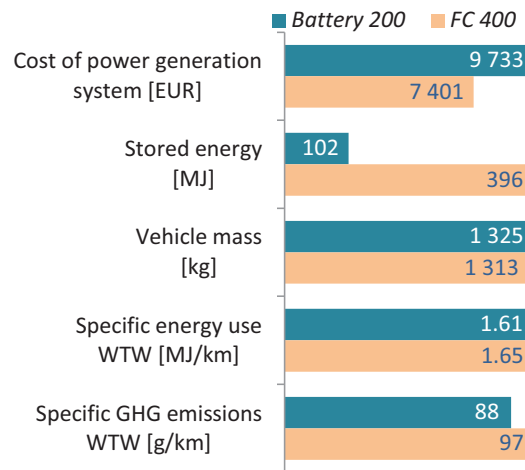 Battery 200 FC 400
Cost of power generation
system [EUR]
9 733
7 401
Stored energy
[MJ]
102
396
Vehicle mass
[kg]
1 325
1 313
Specific energy use
WTW [MJ/km]
1.61
1.65
Specific GHG emissions
WTW [g/km]
88
97